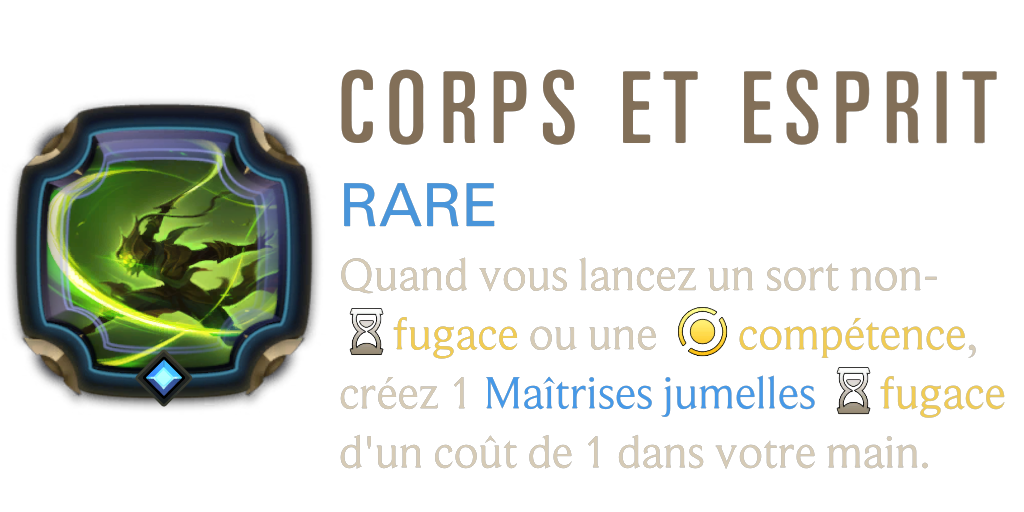 CORPS ET ESPRIT
RARE
Quand vous lancez un sort non-
fugace ou une compétence,
créez 1 Maîtrises jumelles fugace
d'un coût de 1 dans votre main.